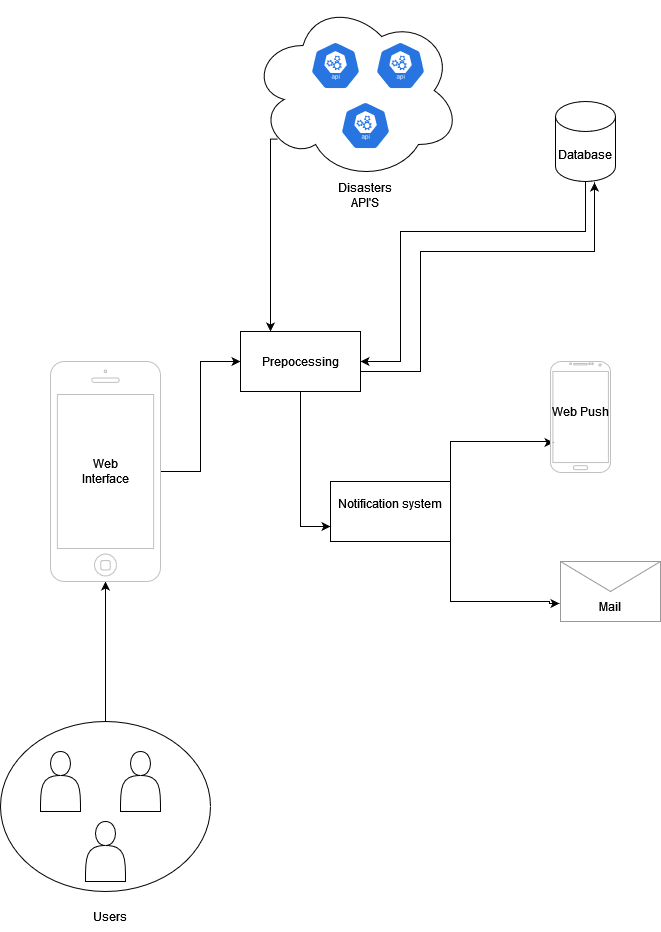 api
api
api
Disasters
API'S
Database
Prepocessing
Web
Interface
Web Push
Notification system
Mail
Users